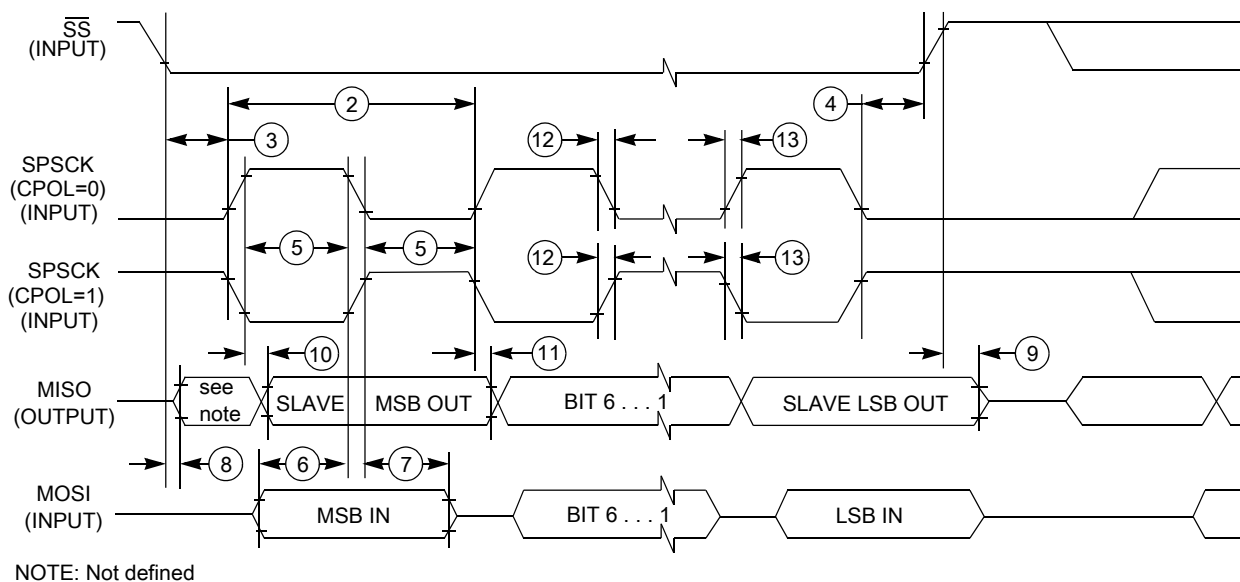 SS
(INPUT)
2
4
3
12
13
SPSCK
(CPOL=0)
(INPUT)
5
5
12
13
SPSCK
(CPOL=1)
(INPUT)
10
11
9
MISO
(OUTPUT)
see
note
SLAVE
MSB OUT
BIT 6 . . . 1
SLAVE LSB OUT
8
6
7
MOSI
(INPUT)
MSB IN
BIT 6 . . . 1
LSB IN
NOTE: Not defined